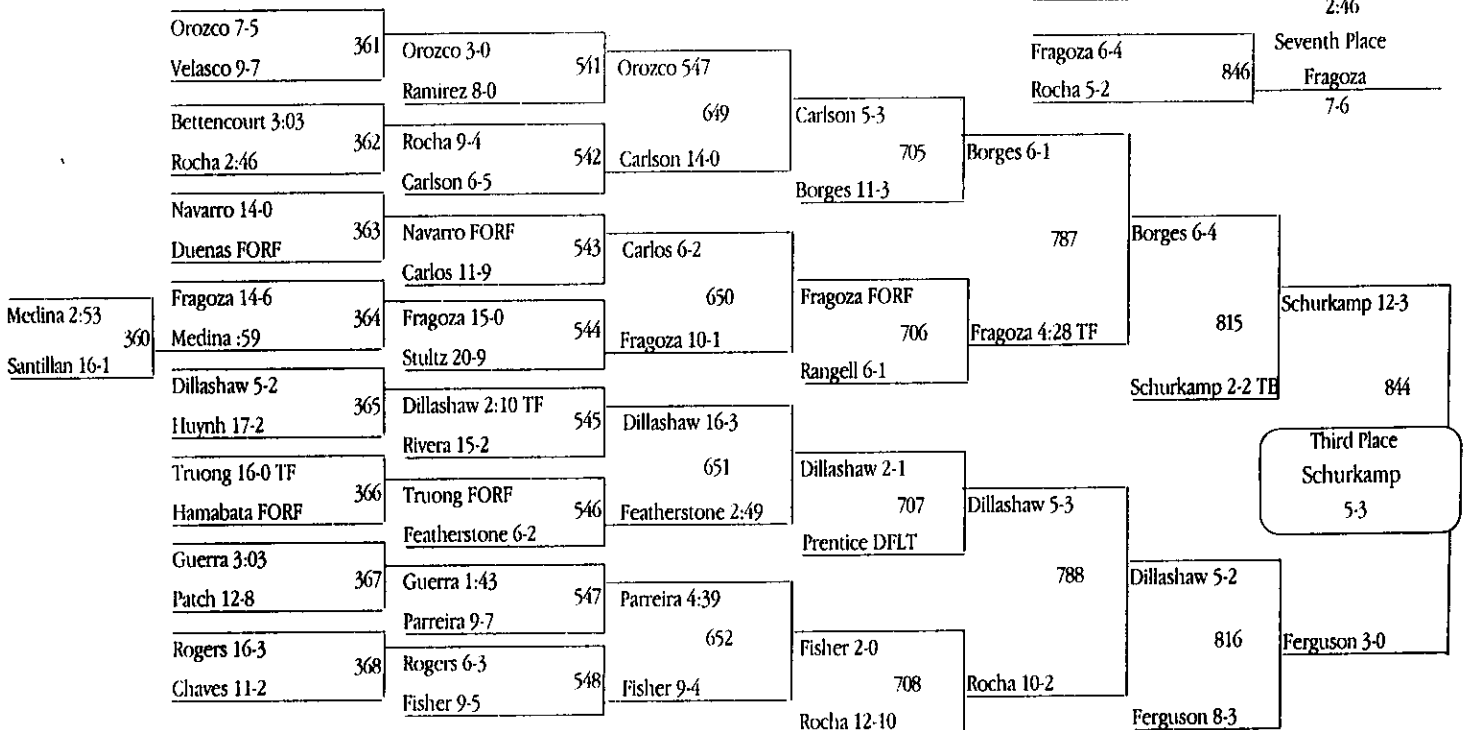 2:46
Orozco 7-5
361
Velasco 9-7
Bettencourt 3:03
362
Rocha 2:46
Navarro 14-0
363
Duenas FORF
Medina 2:53
360
Santillan 16-1
Fragoza 14-6
364
Medina :59
Dillashaw 5-2
365
Huynh 17-2
Truong 16-0 TF
366
Hamabata FORF
Guerra 3:03
367
Patch 12-8
Rogers 16-3
368
Chaves 11-2
Orozco 3-0
541
Ramirez 8-0
Rocha 9-4
542
Carlson 6-5
Navarro FORF
543
Carlos 11-9
Fragoza 15-0
544
Stultz 20-9
Dillashaw 2:10 TF
545
Rivera 15-2
Truong FORF
546
Featherstone 6-2
Guerra 1:43
547
Parreira 9-7
Rogers 6-3
548
Fisher 9-5
Orozco 547
649
Carlson 14-0
Carlos 6-2
650
Fragoza 10-1
Dillashaw 16-3
651
Featherstone 2:49
Parreira 4:39
652
Fisher 9-4
Carlson 5-3
705
Borges 11-3
Fragoza FORF
706
Rangell 6-1
Dillashaw 2-1
707
Prentice DFLT
Fisher 2-0
708
Rocha 12-10
Borges 6-1
787
Fragoza 4:28 TF
Dillashaw 5-3
788
Rocha 10-2
Borges 6-4
815
Schurkamp 2-2 TB
Dillashaw 5-2
816
Ferguson 8-3
Schurkamp 12-3
844
Ferguson 3-0
Third Place
Schurkamp
5-3
Fragoza 6-4
846
Rocha 5-2
Seventh Place
Fragoza
7-6